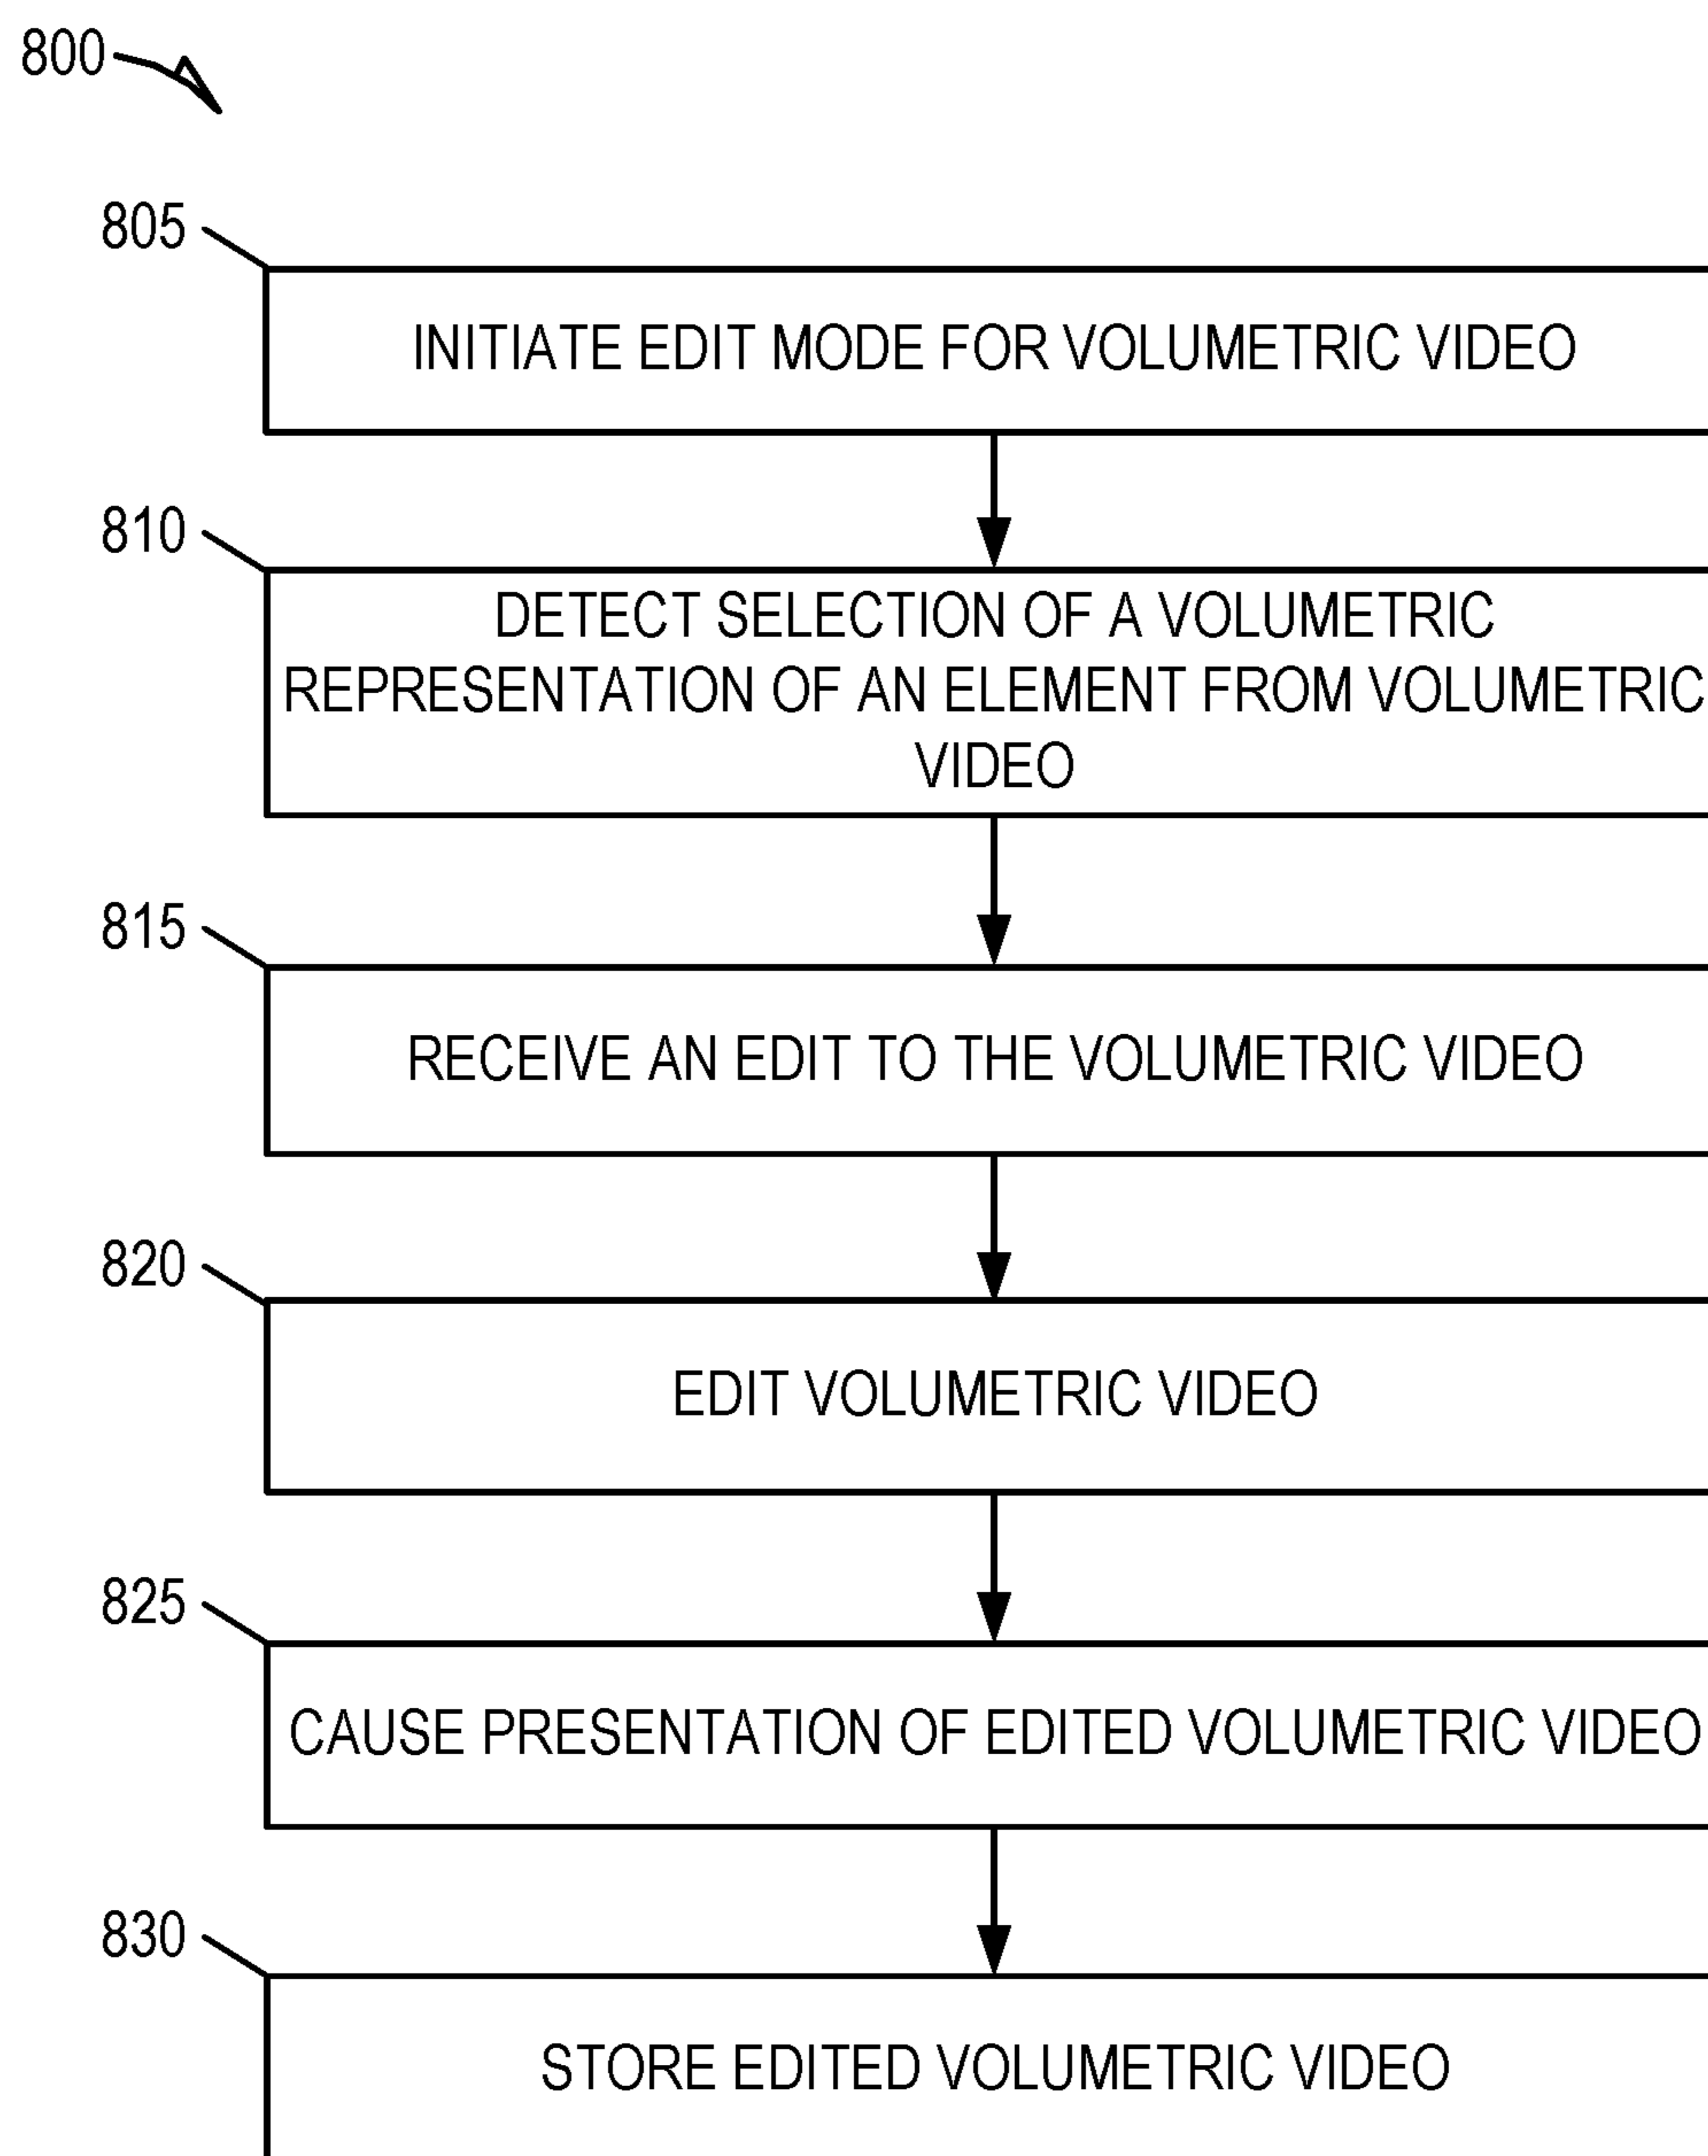 800
805
INITIATE EDIT MODE FOR VOLUMETRIC VIDEO
810
DETECT SELECTION OF A VOLUMETRIC
REPRESENTATION OF AN ELEMENT FROM VOLUMETRIC
VIDEO
815
RECEIVE AN EDIT TO THE VOLUMETRIC VIDEO
820
EDIT VOLUMETRIC VIDEO
825
CAUSE PRESENTATION OF EDITED VOLUMETRIC VIDEO
830
STORE EDITED VOLUMETRIC VIDEO